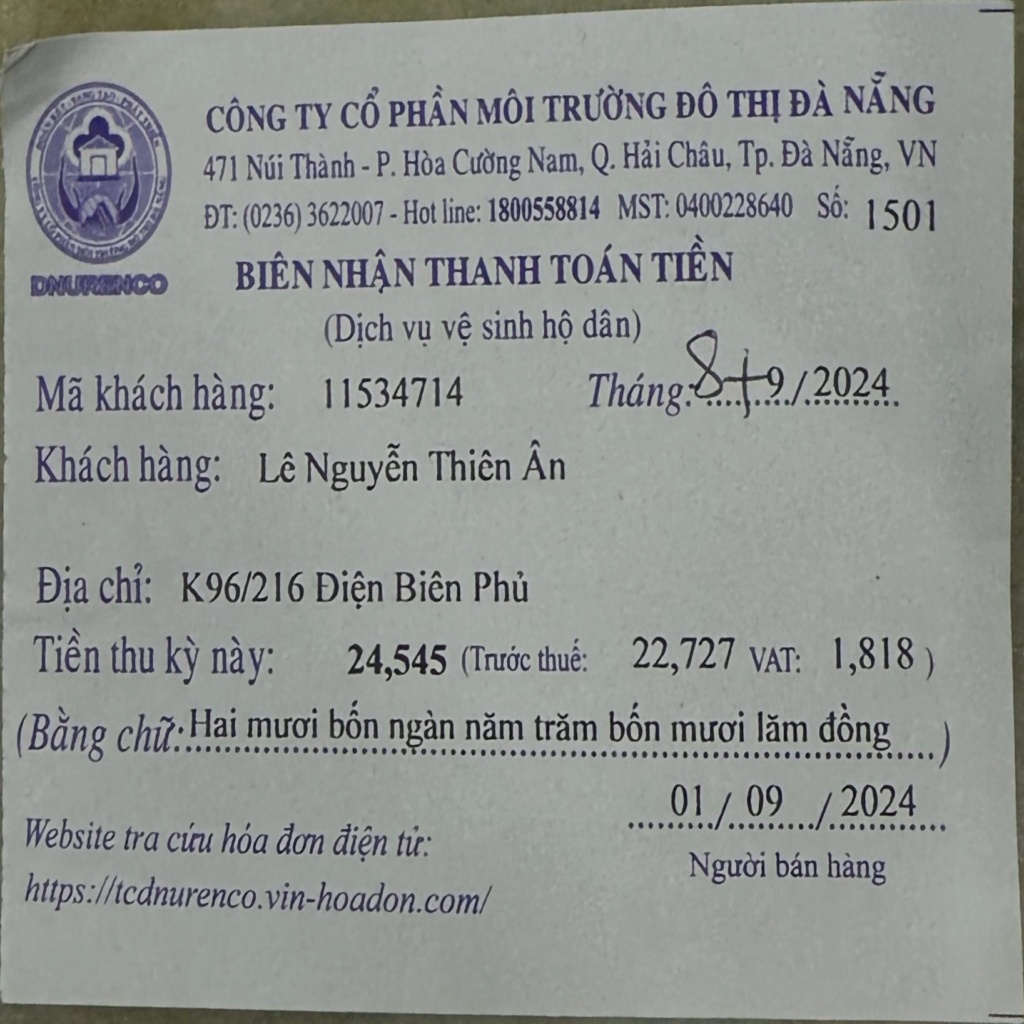 CÔNG TY CỔ PHẦN MÔI TRƯỜNG ĐÔ THỊ ĐÀ NẴNG
471 Núi Thành - P. Hòa Cường Nam, Q. Hải Châu, Tp. Đà Nẵng, VN
ĐT: (0236) 3622007 - Hot line: 1800558814 MST: 0400228640 Số: 1501
DNURENCO
BIÊN NHẬN THANH TOÁN TIỀN
(Dịch vụ vệ sinh hộ dân)
Mã khách hàng: 11534714 Tháng: 8+9/2024
Khách hàng: Lê Nguyễn Thiên Ân
Địa chỉ: K96/216 Điện Biên Phủ
Tiền thu kỳ này: 24,545 (Trước thuế: 22,727 VAT: 1,818 )
(Bằng chữ: Hai mươi bốn ngàn năm trăm bốn mươi lăm đồng )
01 / 09 / 2024
Người bán hàng
Website tra cứu hóa đơn điện tử:
https://tcdnurenco.vin-hoadon.com/